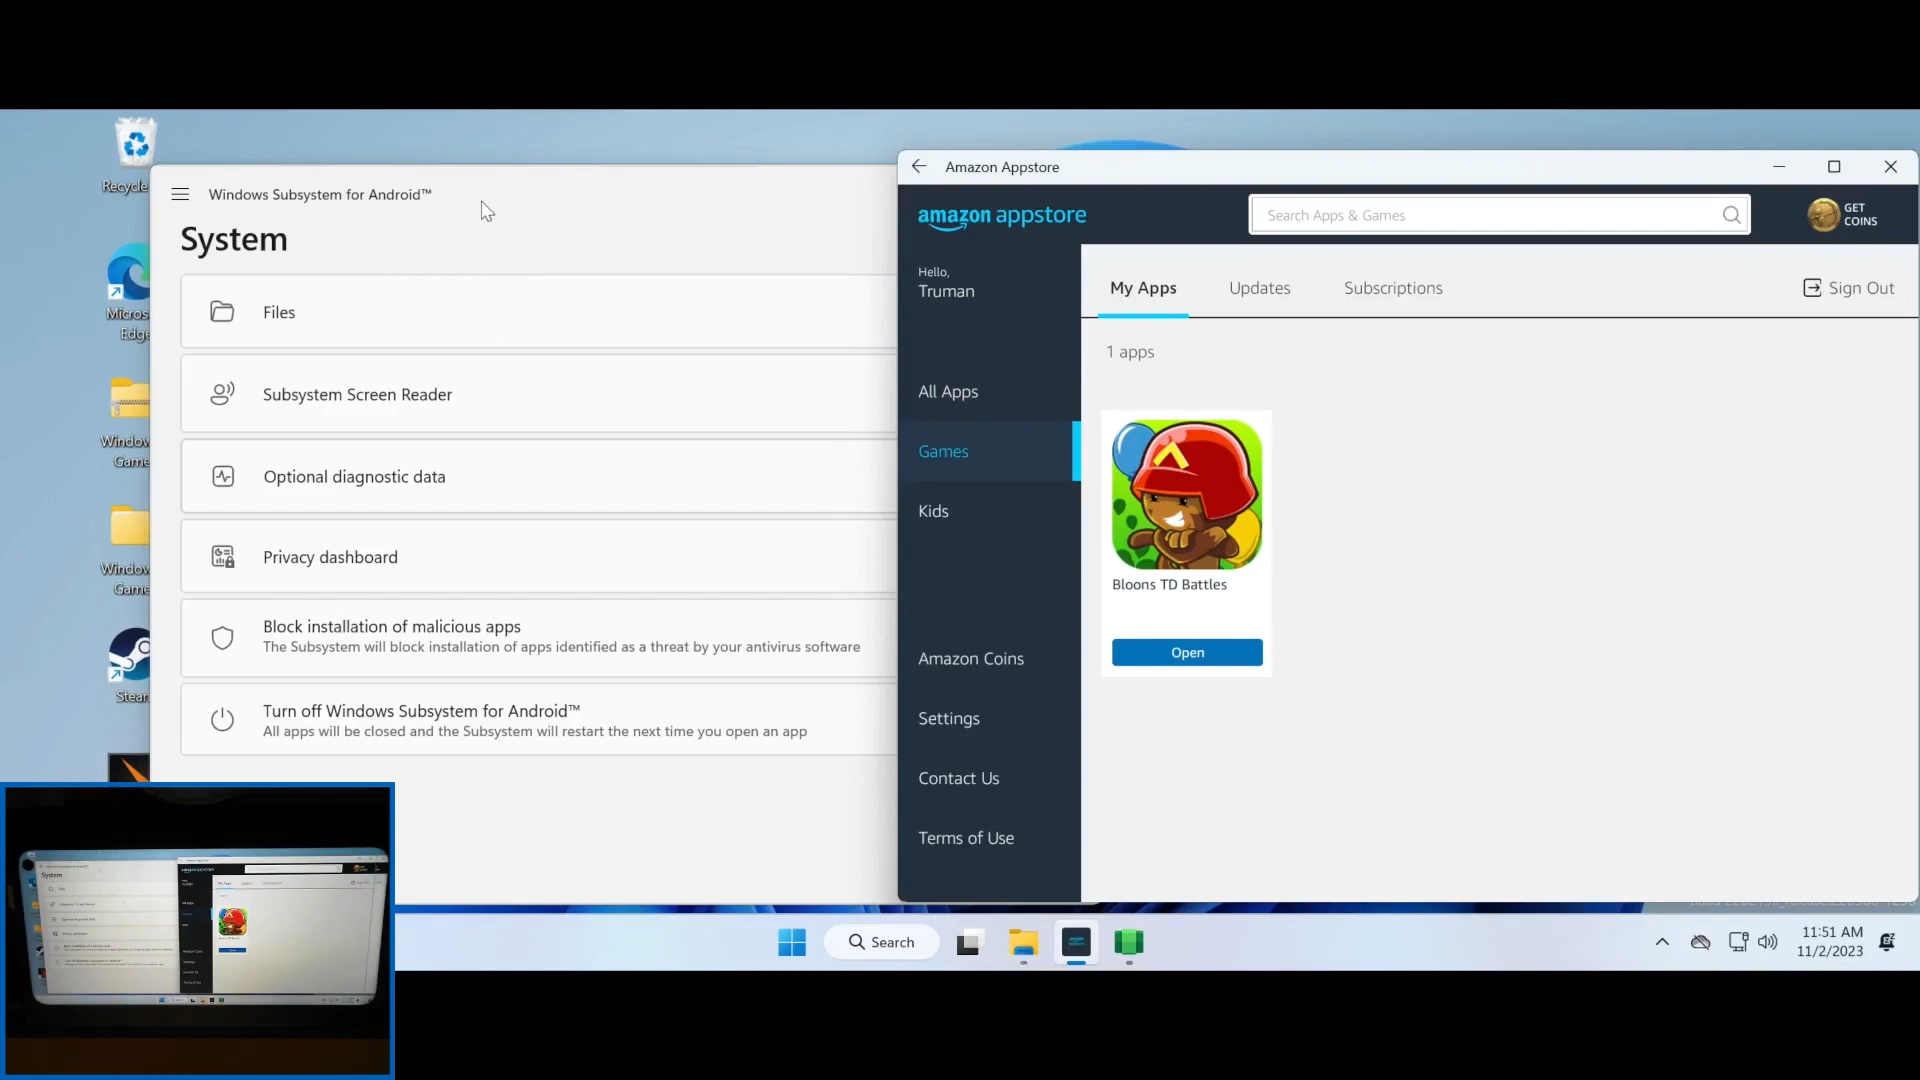 Recycle
Micros
Edge
Window
Game
Window
Game
Steam
Windows Subsystem for Android™
System
Files
Subsystem Screen Reader
Optional diagnostic data
Privacy dashboard
Block installation of malicious apps
The Subsystem will block installation of apps identified as a threat by your antivirus software
Turn off Windows Subsystem for Android™
All apps will be closed and the Subsystem will restart the next time you open an app
Amazon Appstore
amazon appstore
Search Apps & Games
GET
COINS
Hello,
Truman
All Apps
Games
Kids
Amazon Coins
Settings
Contact Us
Terms of Use
My Apps
Updates
Subscriptions
Sign Out
1 apps
Bloons TD Battles
Open
Search
11:51 AM
11/2/2023
System